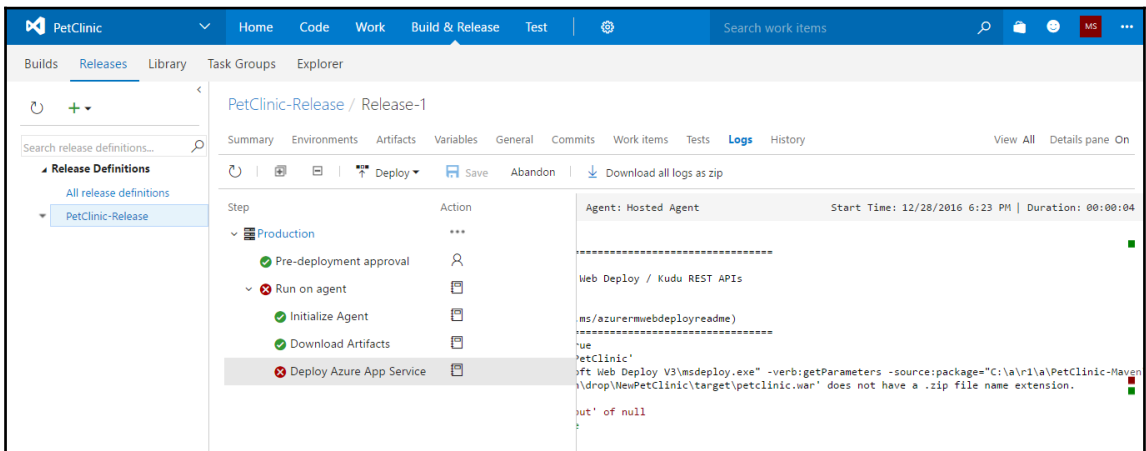 PetClinic Home Code Work Build & Release Test Search work items MS
Builds Releases Library Task Groups Explorer
PetClinic-Release / Release-1
Search release definitions...
Summary Environments Artifacts Variables General Commits Work items Tests Logs History View All Details pane On
Release Definitions
All release definitions
PetClinic-Release
Deploy Save Abandon Download all logs as zip
Step Action
Agent: Hosted Agent Start Time: 12/28/2016 6:23 PM | Duration: 00:00:04
Production
Pre-deployment approval
Run on agent
Initialize Agent
Download Artifacts
Deploy Azure App Service
================================
Web Deploy / Kudu REST APIs
ms/azurermwebdeployreadme)
================================
rue
PetClinic'
oft Web Deploy V3\msdeploy.exe" -verb:getParameters -source:package="C:\a\r1\a\PetClinic-Maven
\drop\NewPetClinic\target\petclinic.war' does not have a .zip file name extension.
out' of null